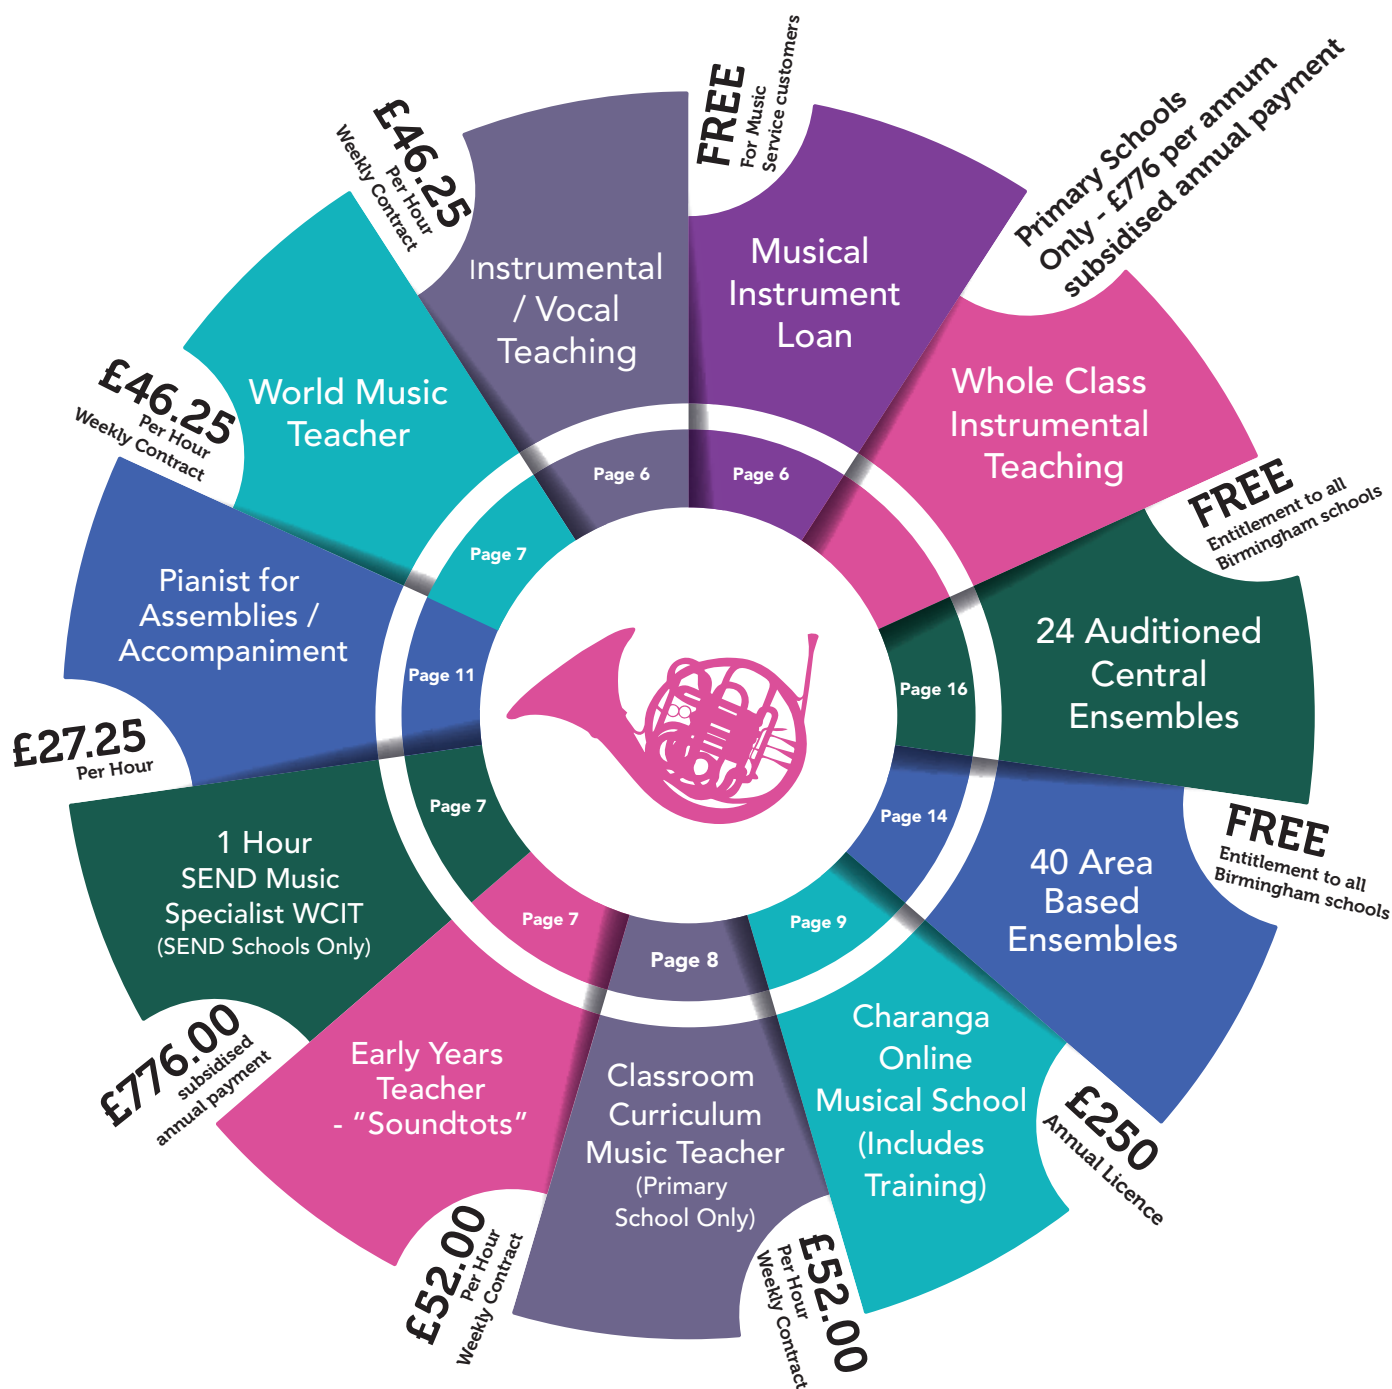 FREE
For Music
Service customers
Musical
Instrument
Loan
Page 6
Primary Schools
Only - £776 per annum
subsidised annual payment
Whole Class
Instrumental
Teaching
FREE
Entitlement to all
Birmingham schools
24 Auditioned
Central
Ensembles
Page 16
FREE
Entitlement to all
Birmingham schools
40 Area
Based
Ensembles
Page 14
£250
Annual Licence
Charanga
Online
Musical School
(Includes
Training)
Page 9
£52.00
Per Hour
Weekly Contract
Classroom
Curriculum
Music Teacher
(Primary
School Only)
Page 8
£52.00
Per Hour
Weekly Contract
Early Years
Teacher
- “Soundtots”
Page 7
£776.00
subsidised
annual payment
1 Hour
SEND Music
Specialist WCIT
(SEND Schools Only)
Page 7
£27.25
Per Hour
Pianist for
Assemblies /
Accompaniment
Page 11
£46.25
Per Hour
Weekly Contract
World Music
Teacher
Page 7
£46.25
Per Hour
Weekly Contract
Instrumental
/ Vocal
Teaching
Page 6